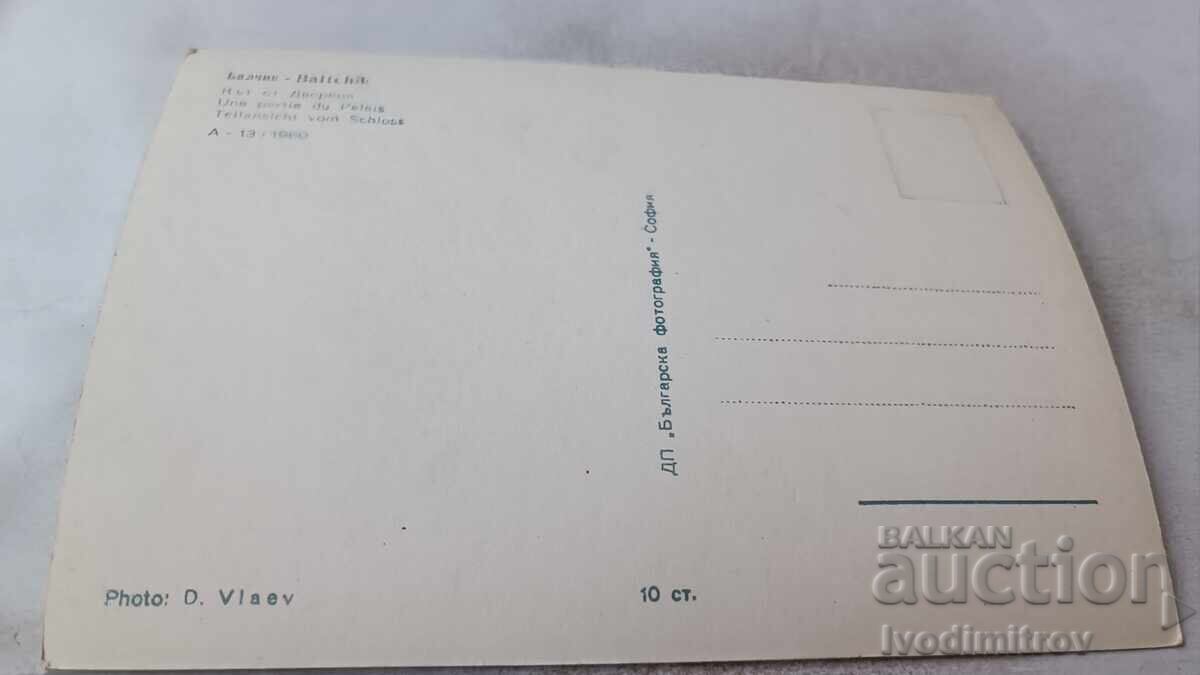 Балчик - Baltchik
Кът от Двореца
Une partie du Palais
Teilansicht vom Schloss
A - 13 - 1960
ДП „Българска фотография" - София
Photo: D. Vlaev
10 ст.
BALKAN
auction
Ivodimitrov